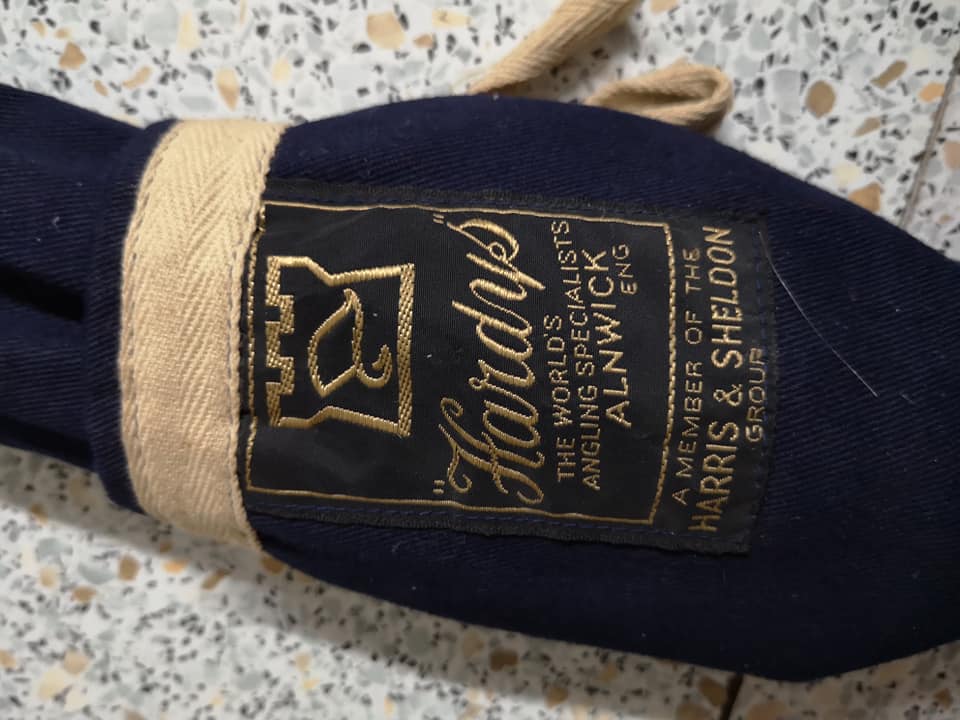 "Hardy's"
THE WORLD'S
ANGLING SPECIALISTS
ALNWICK
ENG
A MEMBER OF THE
HARRIS & SHELDON
GROUP